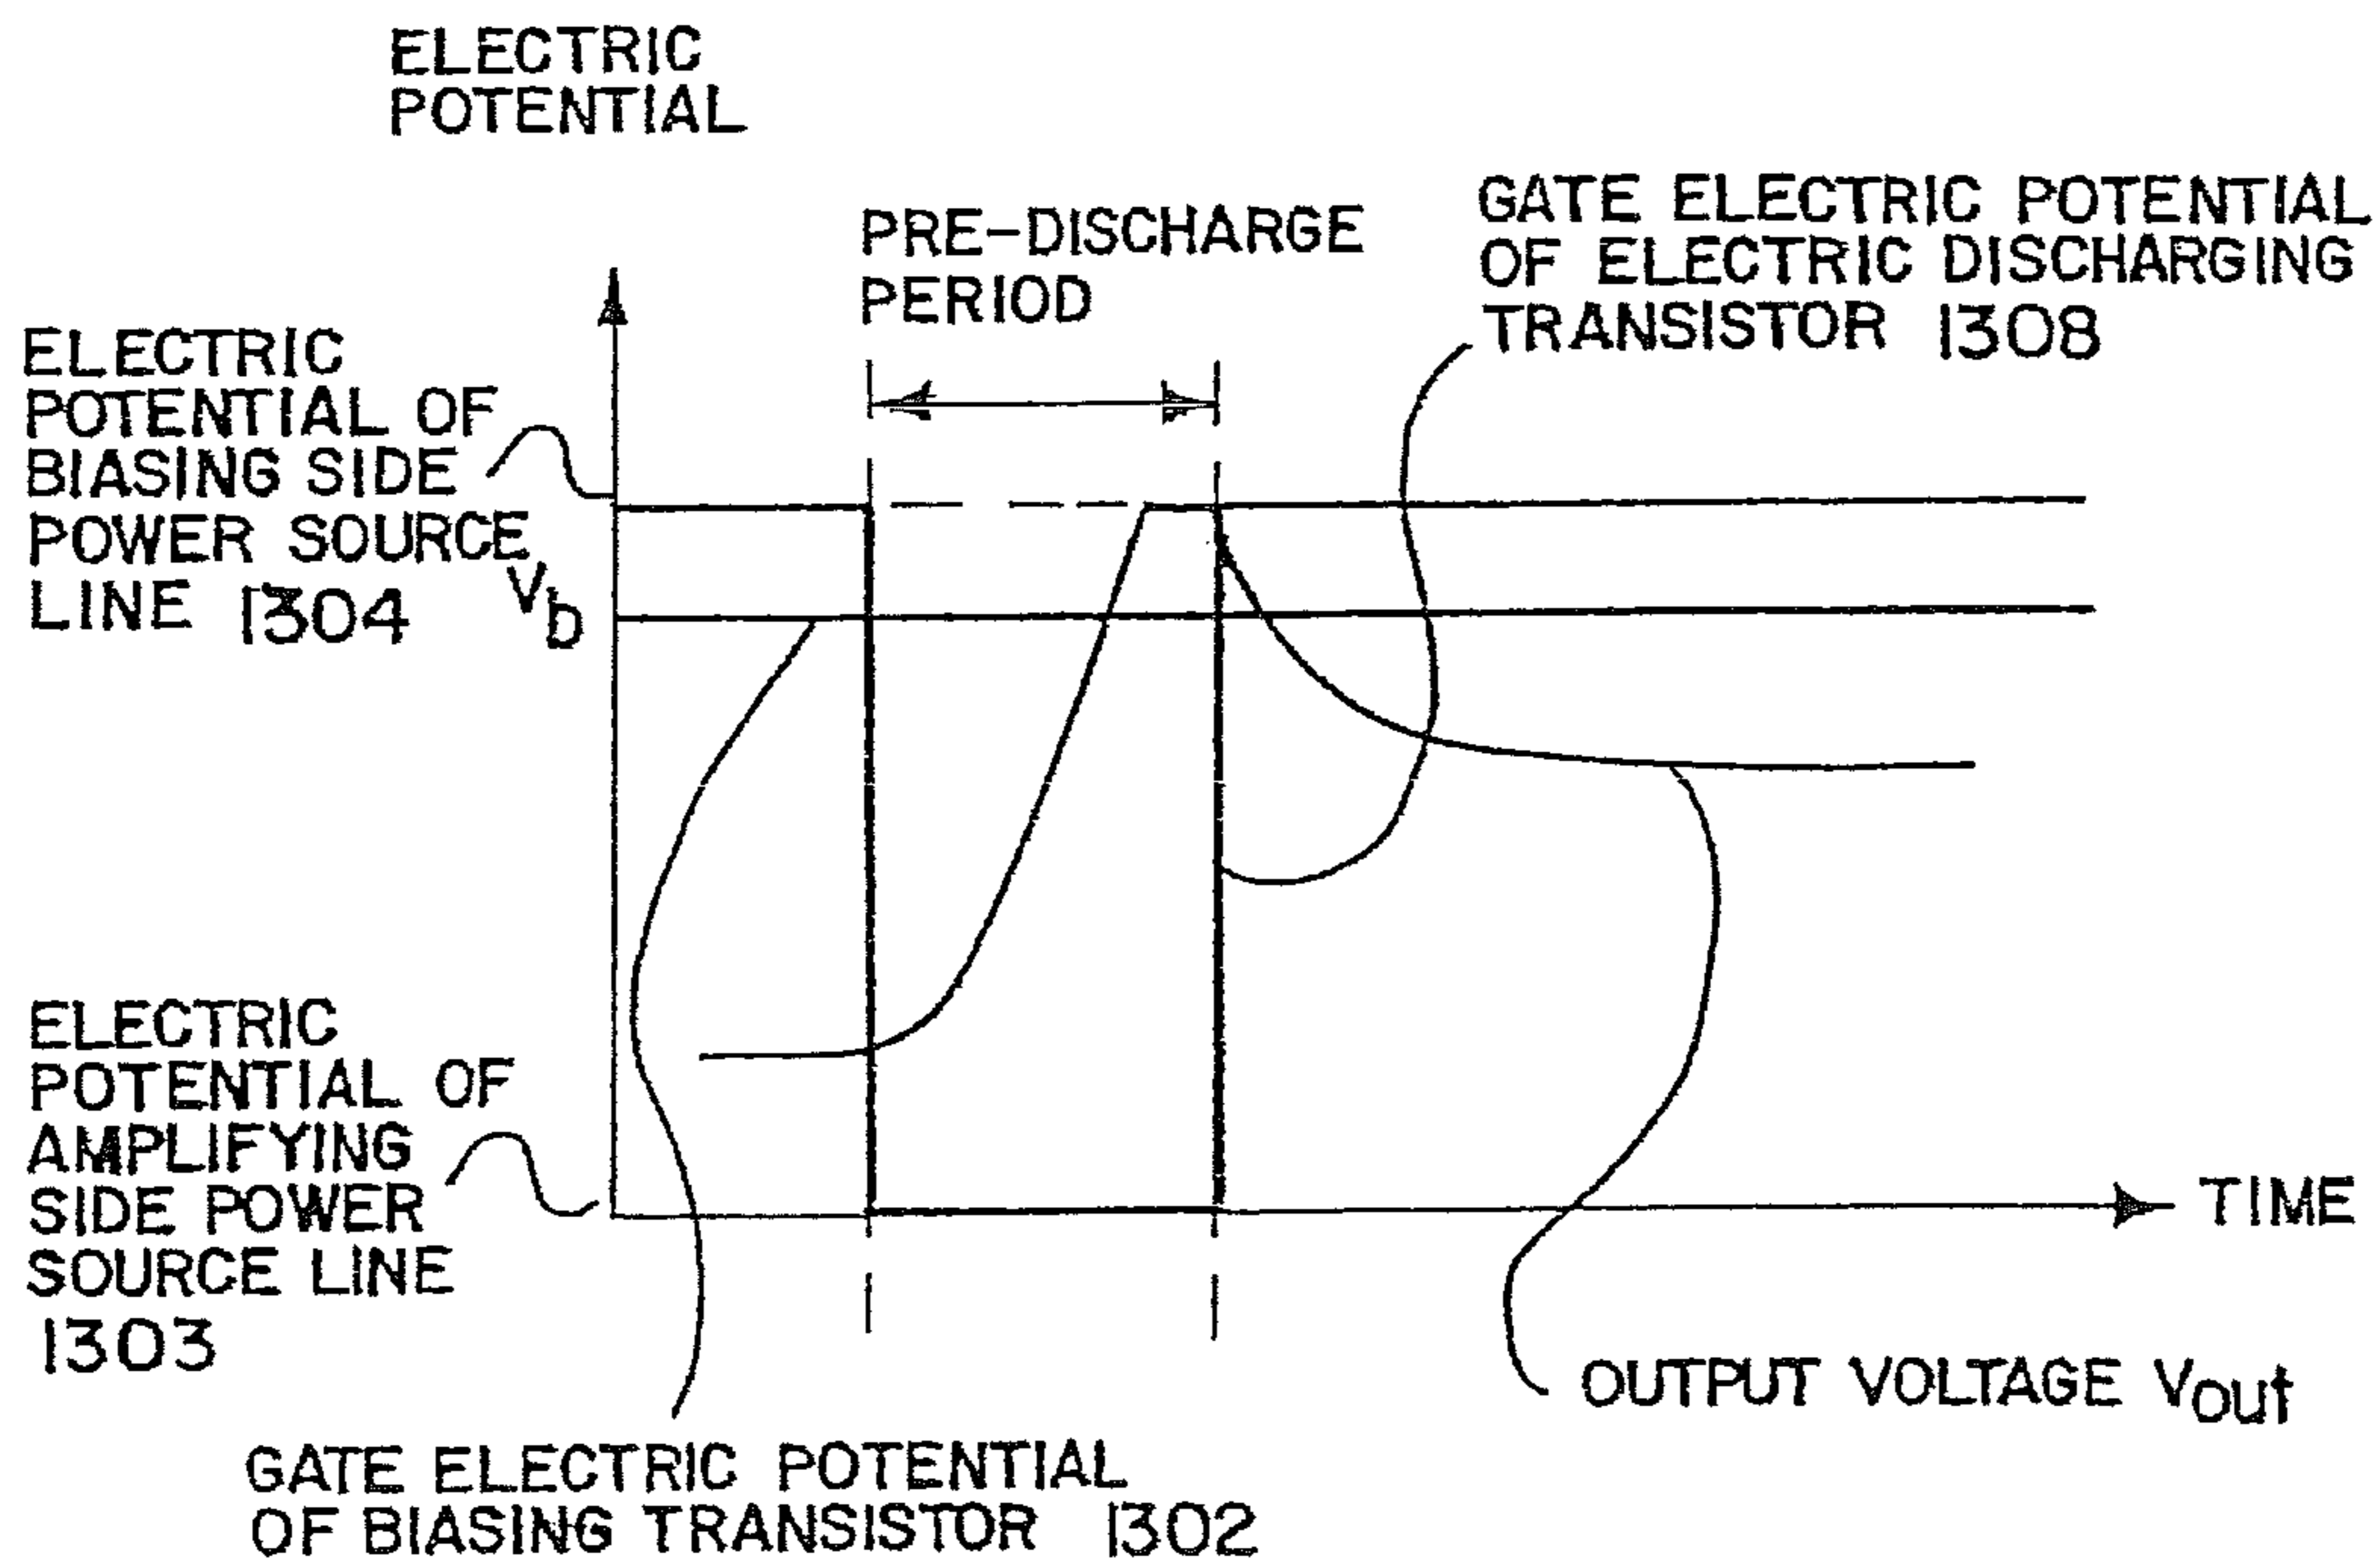 ELECTRIC
POTENTIAL
PRE-DISCHARGE
PERIOD
GATE ELECTRIC POTENTIAL
OF ELECTRIC DISCHARGING
TRANSISTOR 1308
ELECTRIC
POTENTIAL OF
BIASING SIDE
POWER SOURCE
LINE 1304
Vb
ELECTRIC
POTENTIAL OF
AMPLIFYING
SIDE POWER
SOURCE LINE
1303
TIME
OUTPUT VOLTAGE Vout
GATE ELECTRIC POTENTIAL
OF BIASING TRANSISTOR 1302